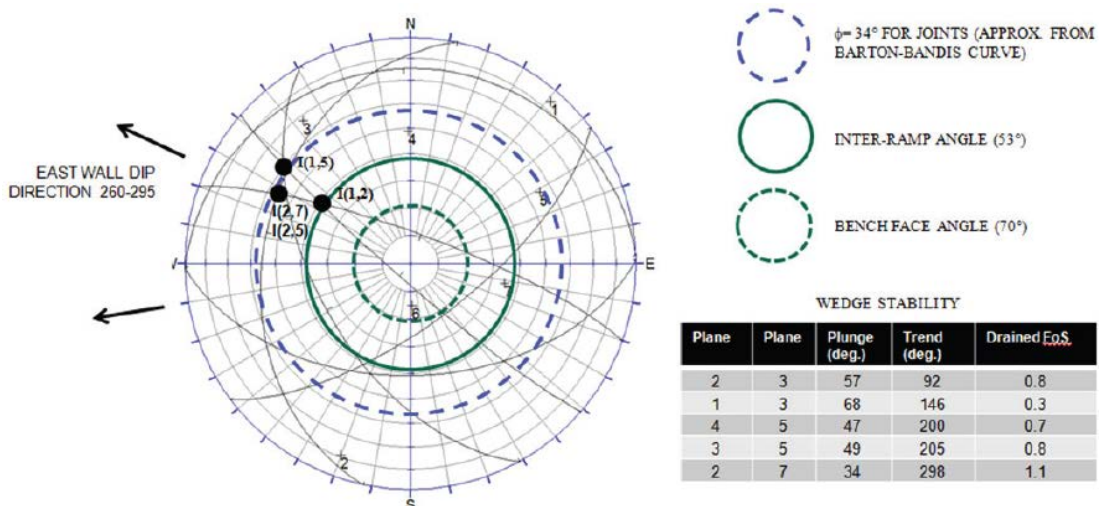 N
ϕ= 34° FOR JOINTS (APPROX. FROM
BARTON-BANDIS CURVE)
1
3
4
EAST WALL DIP
DIRECTION 260-295
I(1,5)
I(1,2)
I(2,7)
I(2,5)
5
INTER-RAMP ANGLE (53°)
BENCH FACE ANGLE (70°)
E
6
2
S
WEDGE STABILITY
Plane Plane Plunge (deg.) Trend (deg.) Drained FoS
2 3 57 92 0.8
1 3 68 146 0.3
4 5 47 200 0.7
3 5 49 205 0.8
2 7 34 298 1.1